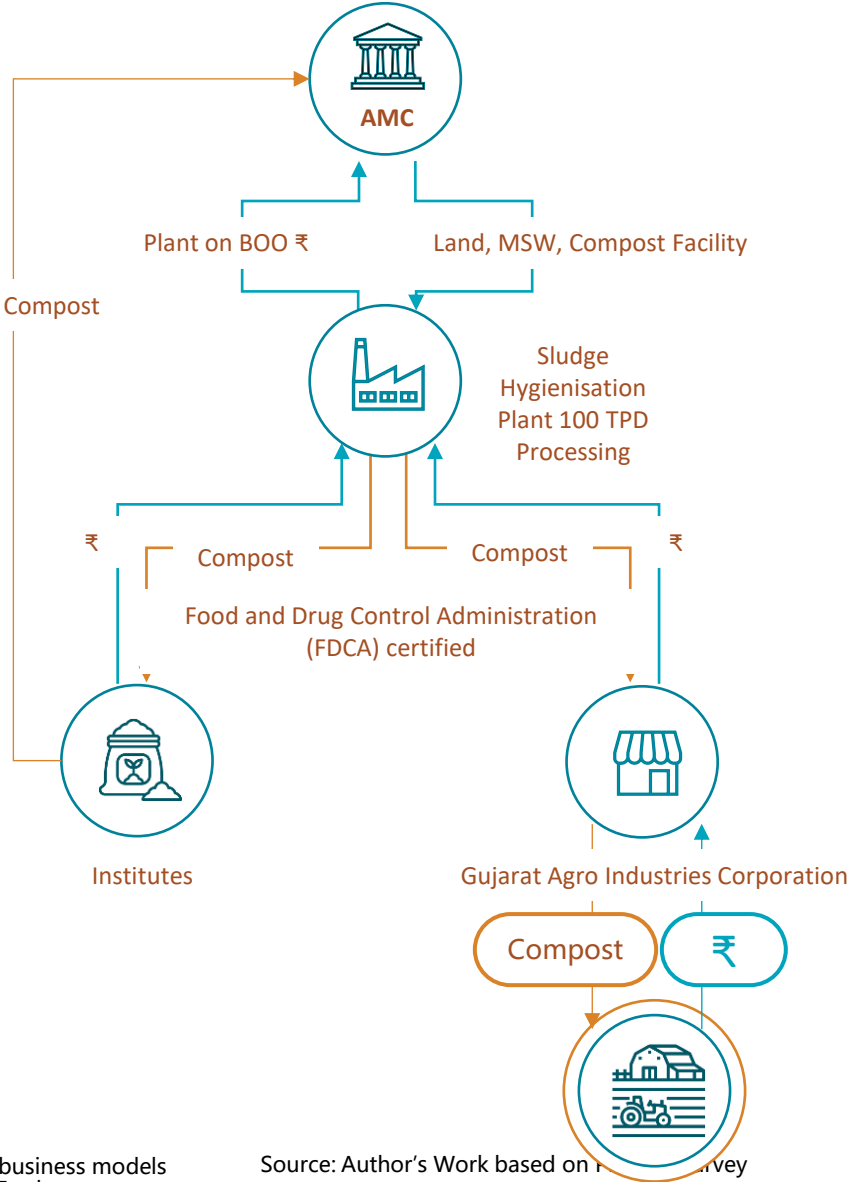 AMC
Plant on BOO ₹
Land, MSW, Compost Facility
Compost
Sludge
Hygienisation
Plant 100 TPD
Processing
₹
Compost
Compost
₹
Food and Drug Control Administration
(FDCA) certified
Institutes
Gujarat Agro Industries Corporation
Compost
₹
business models
Source: Author's Work based on